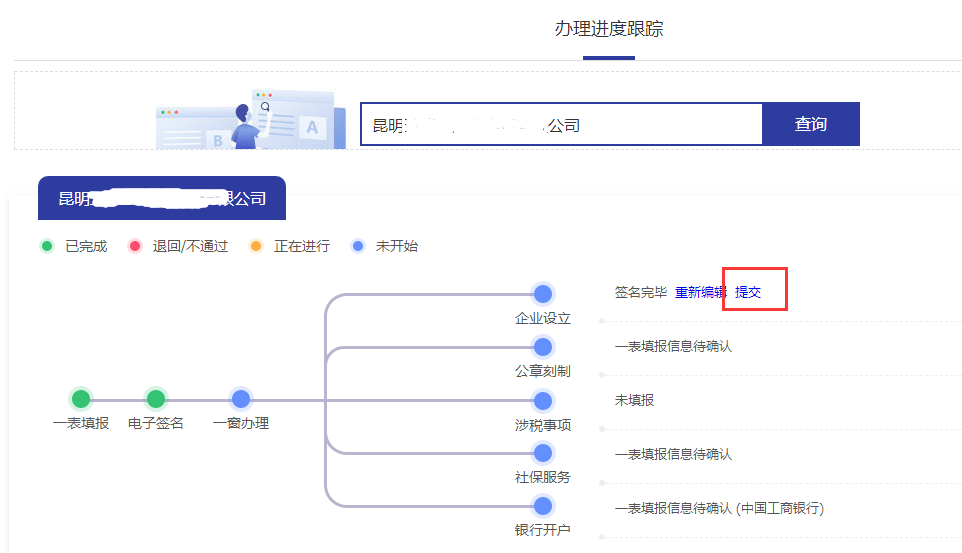 办理进度跟踪
B
A
昆明
公司
查询
昆明
限公司
已完成 退回/不通过 正在进行 未开始
签名完毕 重新编辑 提交
企业设立
一表填报信息待确认
公章刻制
未填报
一表填报 电子签名 一窗办理
涉税事项
一表填报信息待确认
社保服务
一表填报信息待确认 (中国工商银行)
银行开户